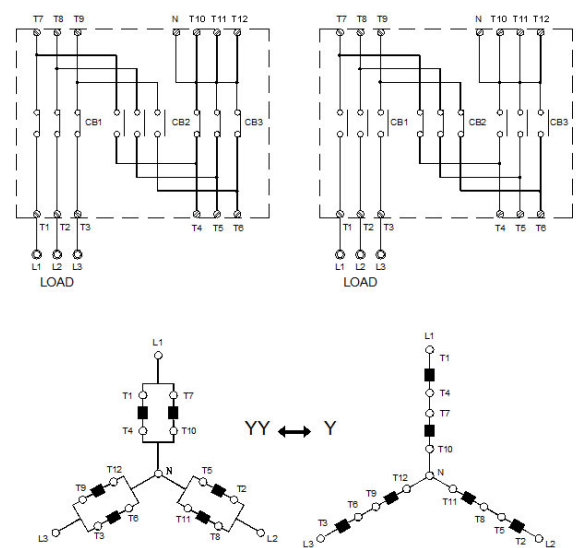 T7 T8 T9 N T10 T11 T12
CB1 CB2 CB3
T1 T2 T3 T4 T5 T6
L1 L2 L3
LOAD
T7 T8 T9 N T10 T11 T12
CB1 CB2 CB3
T1 T2 T3 T4 T5 T6
L1 L2 L3
LOAD
L1
T1 T7
T4 T10
N
T12 T5
T9 T2
T6 T11
T3 T8
L3 L2
YY Y
L1
T1
T4
T7
T10
N
T12 T11
T9 T8
T6 T5
T3 T2
L3 L2